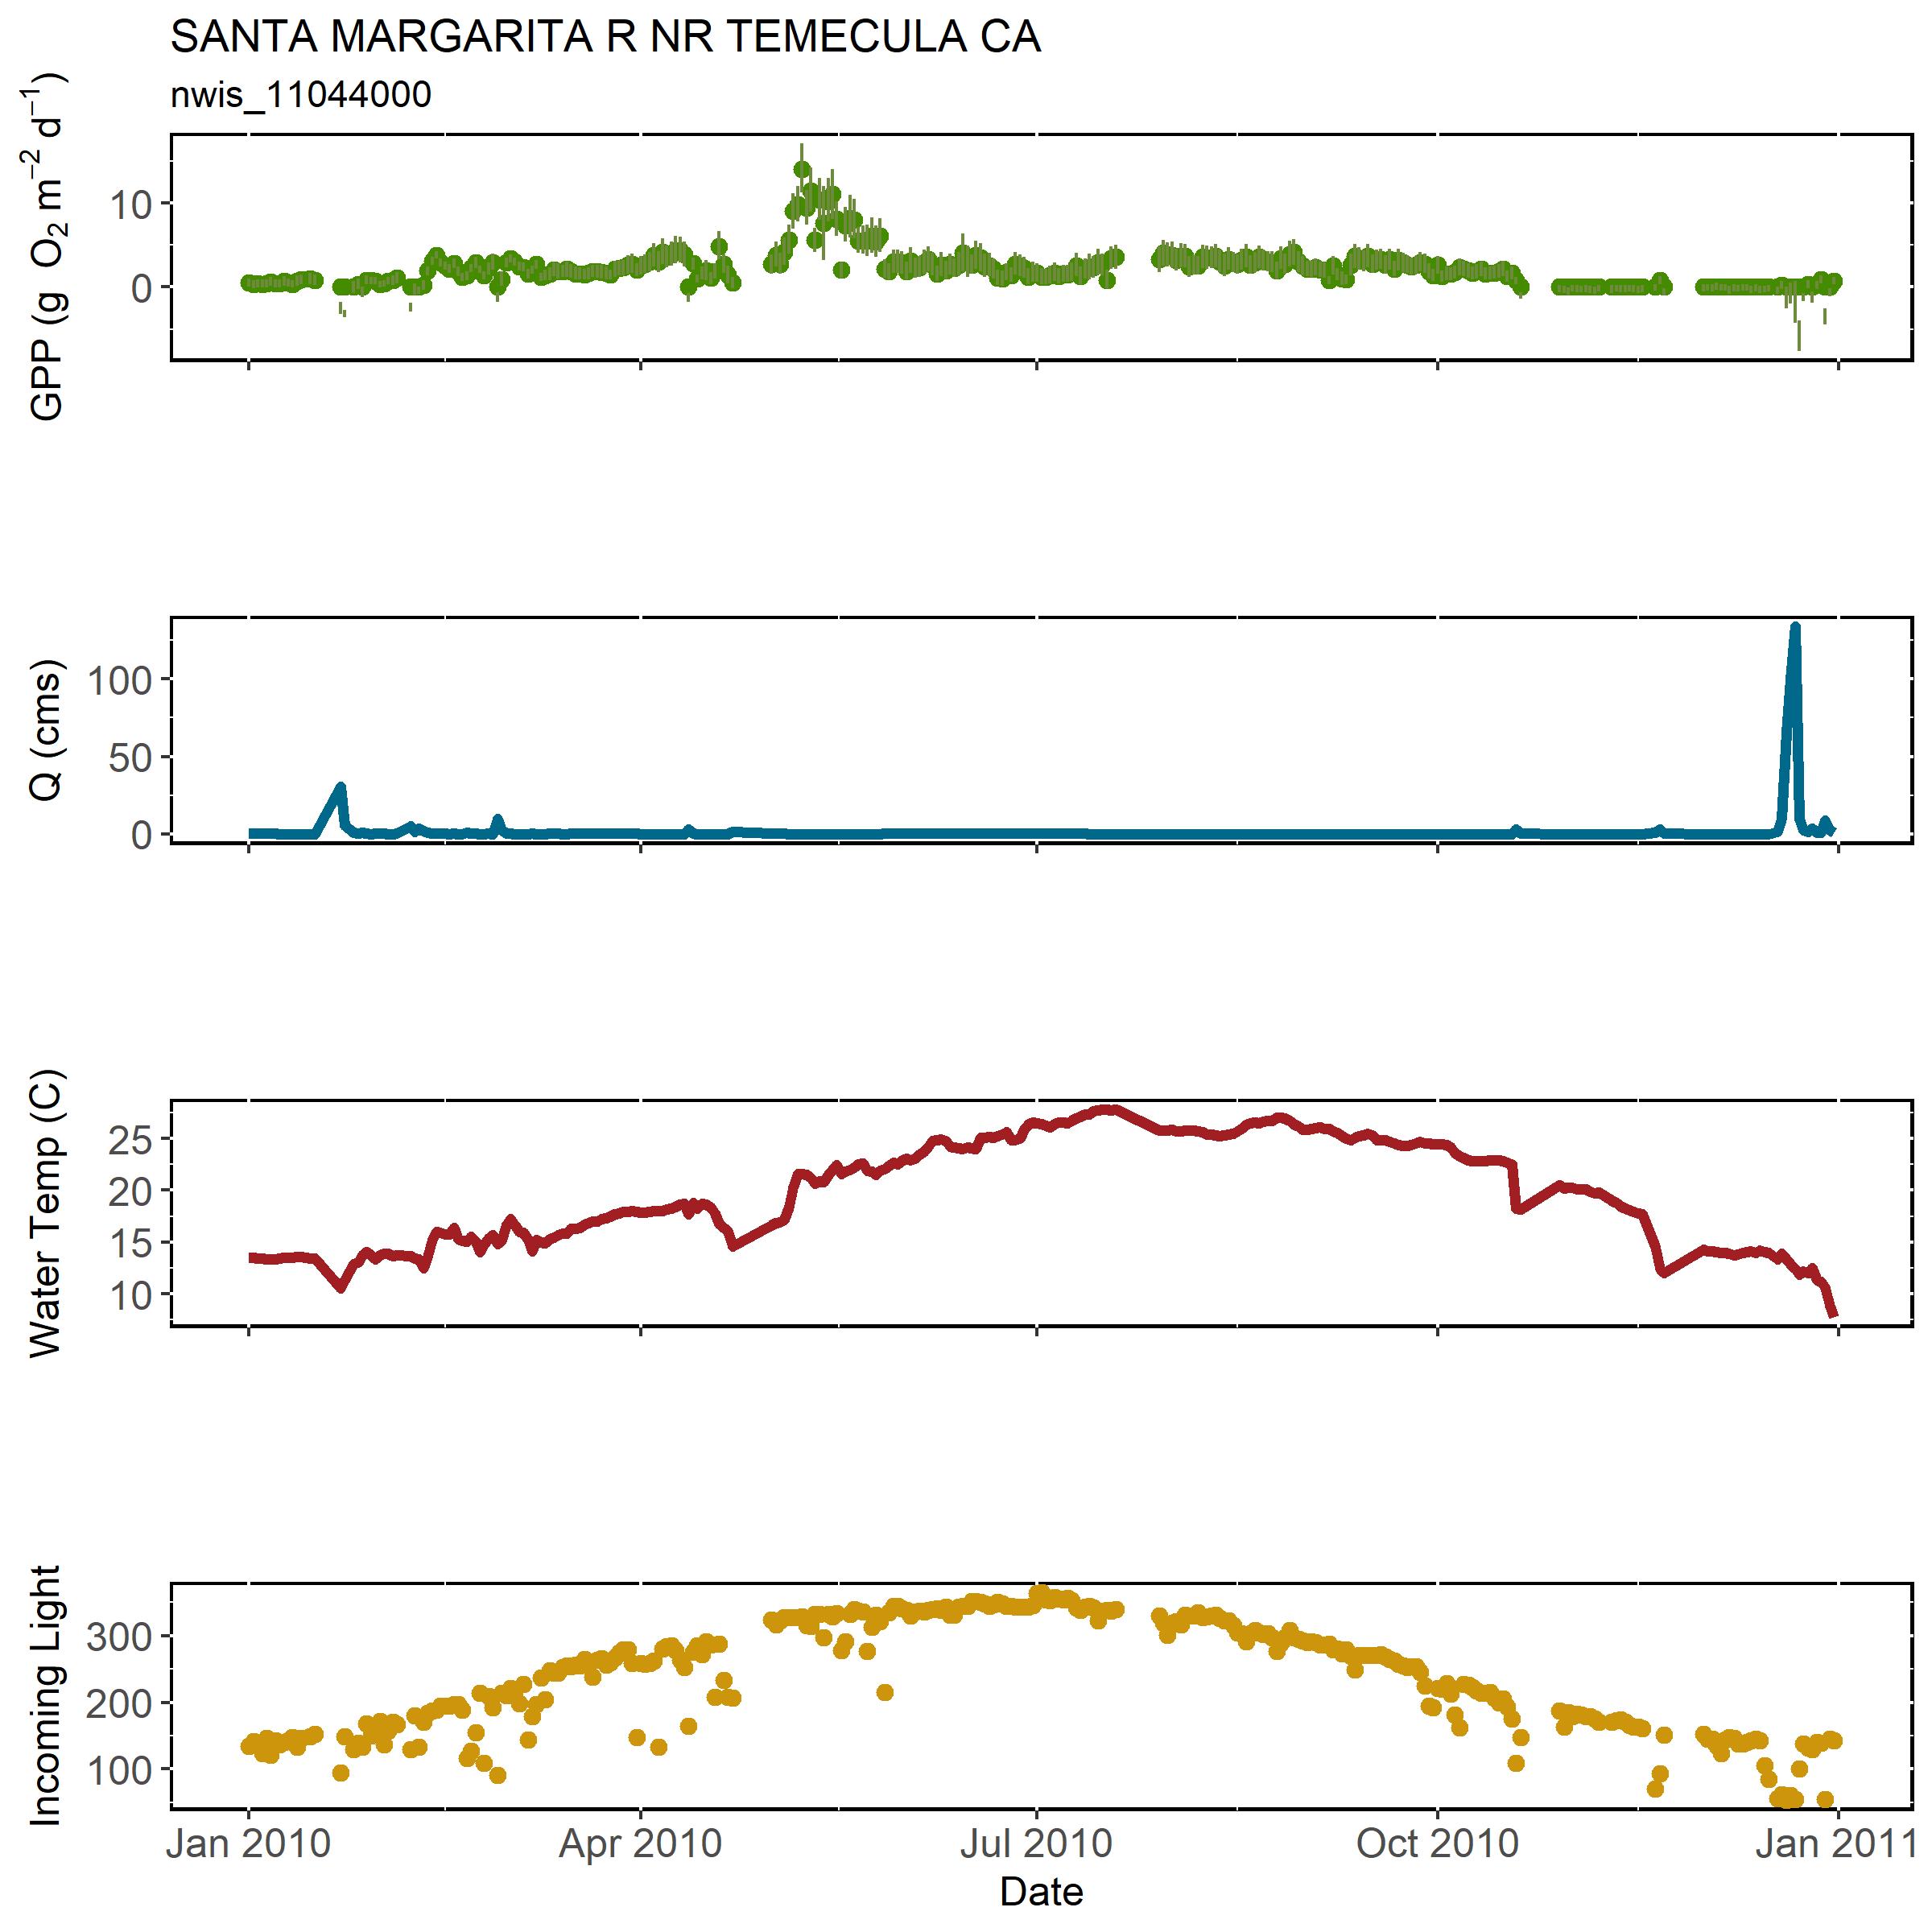 SANTA MARGARITA R NR TEMECULA CA
nwis_11044000
GPP (g O₂ m⁻² d⁻¹)
10
0
Q (cms)
100
50
0
Water Temp (C)
25
20
15
10
Incoming Light
300
200
100
Jan 2010 Apr 2010 Jul 2010 Oct 2010 Jan 2011
Date